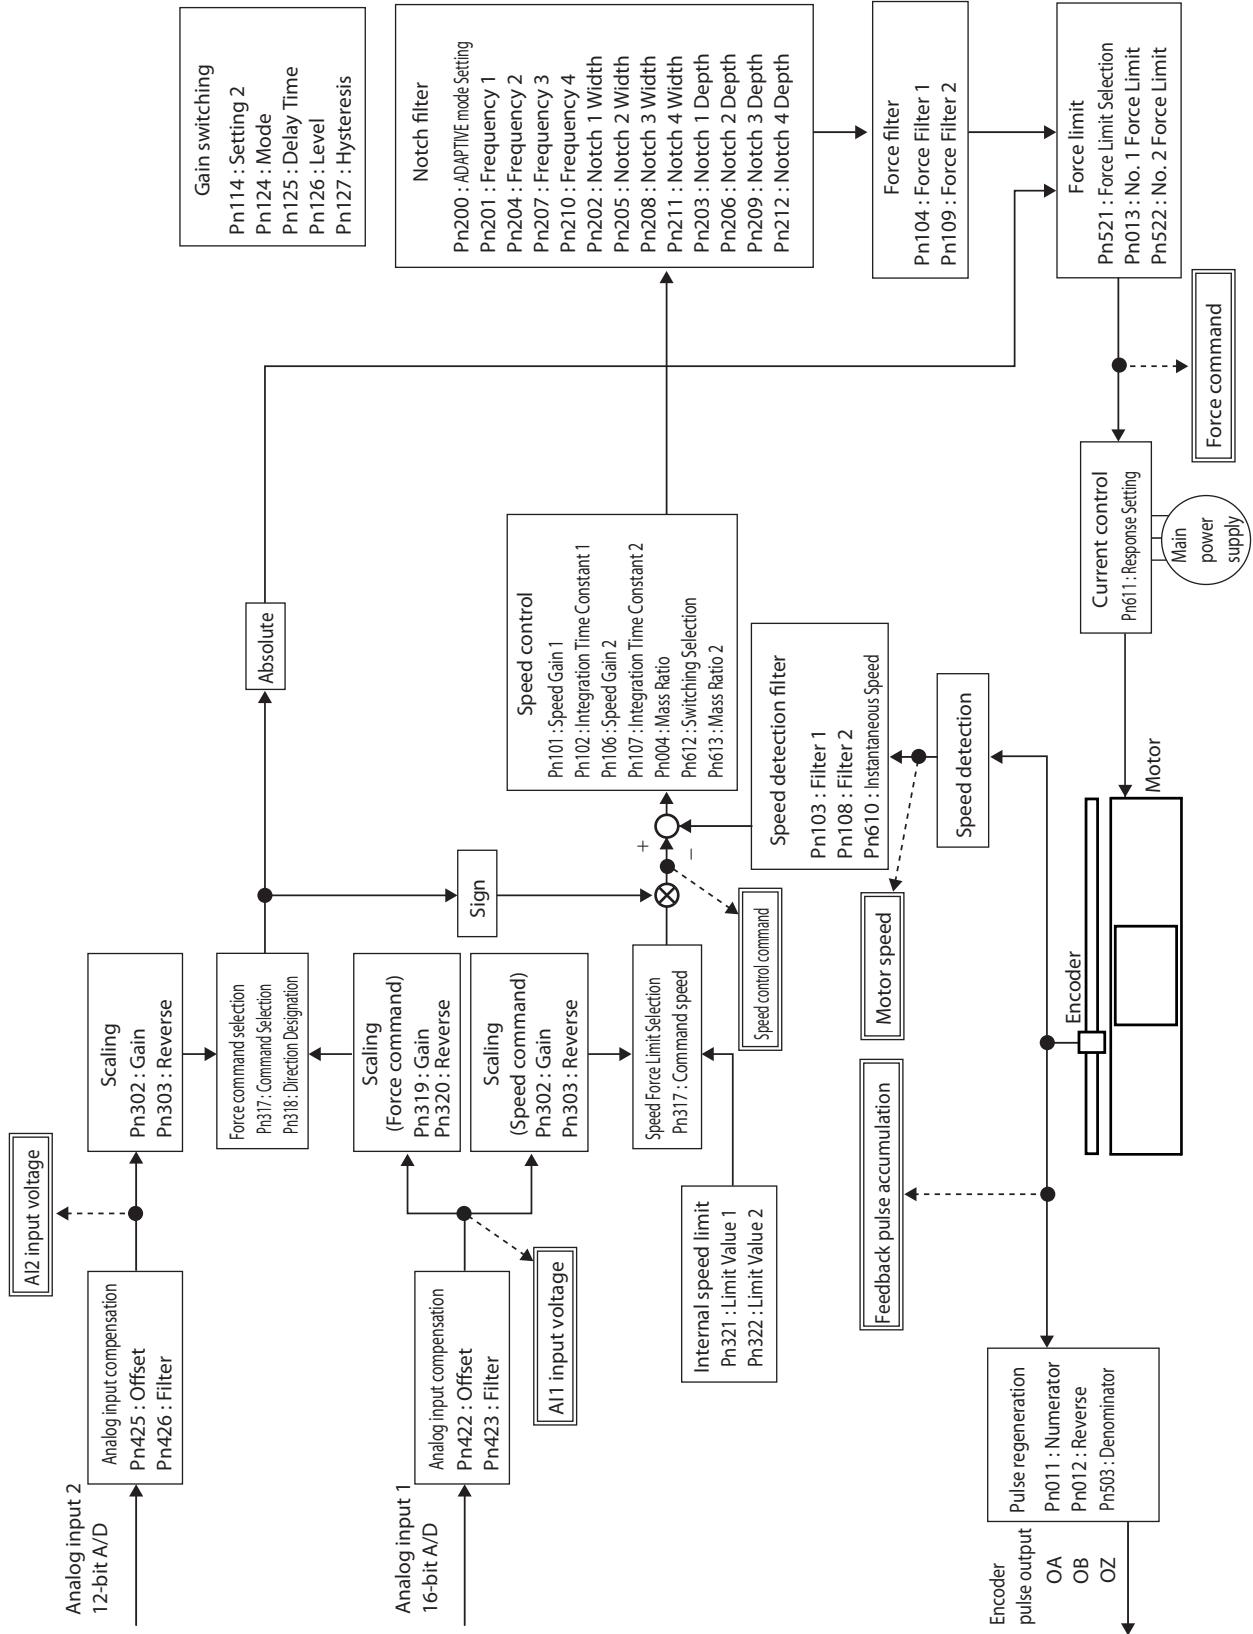 Analog input 2
12-bit A/D
Analog input compensation
Pn425 : Offset
Pn426 : Filter
AI2 input voltage
Scaling
Pn302 : Gain
Pn303 : Reverse
Force command selection
Pn317 : Command Selection
Pn318 : Direction Designation
Absolute
Sign
Gain switching
Pn114 : Setting 2
Pn124 : Mode
Pn125 : Delay Time
Pn126 : Level
Pn127 : Hysteresis
Analog input 1
16-bit A/D
Analog input compensation
Pn422 : Offset
Pn423 : Filter
AI1 input voltage
Scaling
(Force command)
Pn319 : Gain
Pn320 : Reverse
Scaling
(Speed command)
Pn302 : Gain
Pn303 : Reverse
Internal speed limit
Pn321 : Limit Value 1
Pn322 : Limit Value 2
Speed Force Limit Selection
Pn317 : Command speed
Speed control command
+
−
Speed control
Pn101 : Speed Gain 1
Pn102 : Integration Time Constant 1
Pn106 : Speed Gain 2
Pn107 : Integration Time Constant 2
Pn004 : Mass Ratio
Pn612 : Switching Selection
Pn613 : Mass Ratio 2
Notch filter
Pn200 : ADAPTIVE mode Setting
Pn201 : Frequency 1
Pn204 : Frequency 2
Pn207 : Frequency 3
Pn210 : Frequency 4
Pn202 : Notch 1 Width
Pn205 : Notch 2 Width
Pn208 : Notch 3 Width
Pn211 : Notch 4 Width
Pn203 : Notch 1 Depth
Pn206 : Notch 2 Depth
Pn209 : Notch 3 Depth
Pn212 : Notch 4 Depth
Speed detection filter
Pn103 : Filter 1
Pn108 : Filter 2
Pn610 : Instantaneous Speed
Motor speed
Speed detection
Force filter
Pn104 : Force Filter 1
Pn109 : Force Filter 2
Force limit
Pn521 : Force Limit Selection
Pn013 : No. 1 Force Limit
Pn522 : No. 2 Force Limit
Force command
Current control
Pn611 : Response Setting
Main
power
supply
Motor
Encoder
Feedback pulse accumulation
Pulse regeneration
Pn011 : Numerator
Pn012 : Reverse
Pn503 : Denominator
Encoder
pulse output
OA
OB
OZ